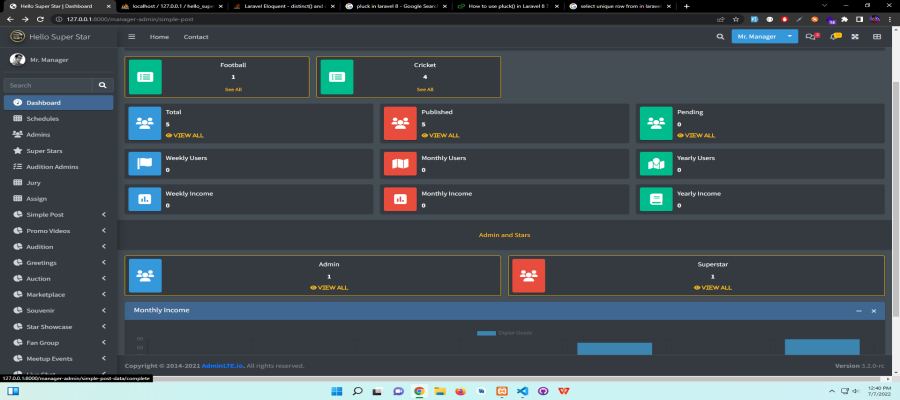 Hello Super Star | Dashboard
localhost / 127.0.0.1 / hello_supe
Laravel Eloquent - distinct() and c
pluck in laravel 8 - Google Search
How to use pluck() in Laravel 8 ?
select unique row from in laravel
127.0.0.1:8000/manager-admin/simple-post
Hello Super Star
Home
Contact
Mr. Manager
Mr. Manager
Search
Dashboard
Schedules
Admins
Super Stars
Audition Admins
Jury
Assign
Simple Post
Promo Videos
Audition
Greetings
Auction
Marketplace
Souvenir
Star Showcase
Fan Group
Meetup Events
Football
1
See All
Cricket
4
See All
Total
5
VIEW ALL
Published
5
VIEW ALL
Pending
0
VIEW ALL
Weekly Users
0
Monthly Users
0
Yearly Users
0
Weekly Income
0
Monthly Income
0
Yearly Income
0
Admin and Stars
Admin
1
VIEW ALL
Superstar
1
VIEW ALL
Monthly Income
Digital Goods
Copyright © 2014-2021 AdminLTE.io. All rights reserved.
Version 3.2.0-rc
127.0.0.1:8000/manager-admin/simple-post-data/complete
12:40 PM
7/7/2022